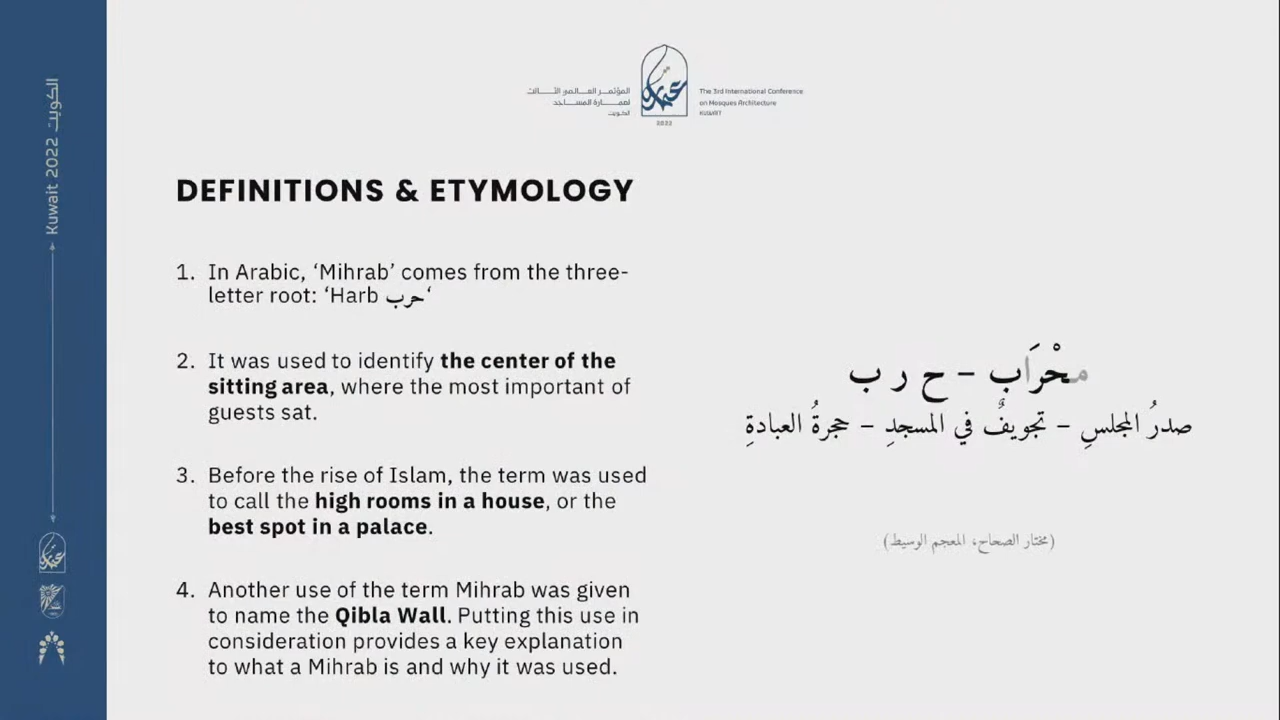 المؤتمر العالمي الثالث
لعمارة المساجد
الكويت
The 3rd International Conference
on Mosques Architecture
KUWAIT
2022
Kuwait 2022 الكويت
DEFINITIONS & ETYMOLOGY
1. In Arabic, ‘Mihrab’ comes from the three-
letter root: ‘Harb حرب‘
2. It was used to identify the center of the
sitting area, where the most important of
guests sat.
3. Before the rise of Islam, the term was used
to call the high rooms in a house, or the
best spot in a palace.
4. Another use of the term Mihrab was given
to name the Qibla Wall. Putting this use in
consideration provides a key explanation
to what a Mihrab is and why it was used.
محْرَاب – ح ر ب
صدرُ المجلسِ – تجويفٌ في المسجدِ – حجرةُ العبادةِ
(مختار الصحاح، المعجم الوسيط)